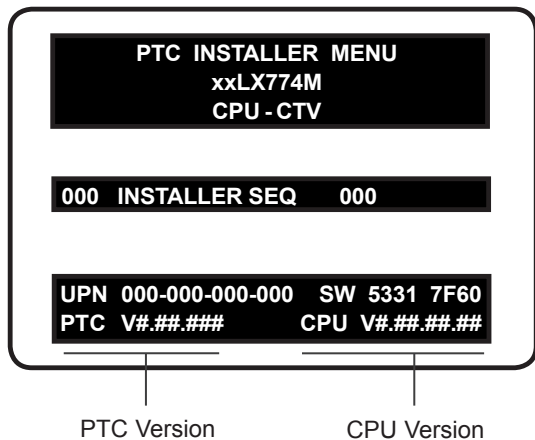 PTC INSTALLER MENU
xxLX774M
CPU - CTV
000 INSTALLER SEQ 000
UPN 000-000-000-000 SW 5331 7F60
PTC V#.##.### CPU V#.##.##.##
PTC Version CPU Version